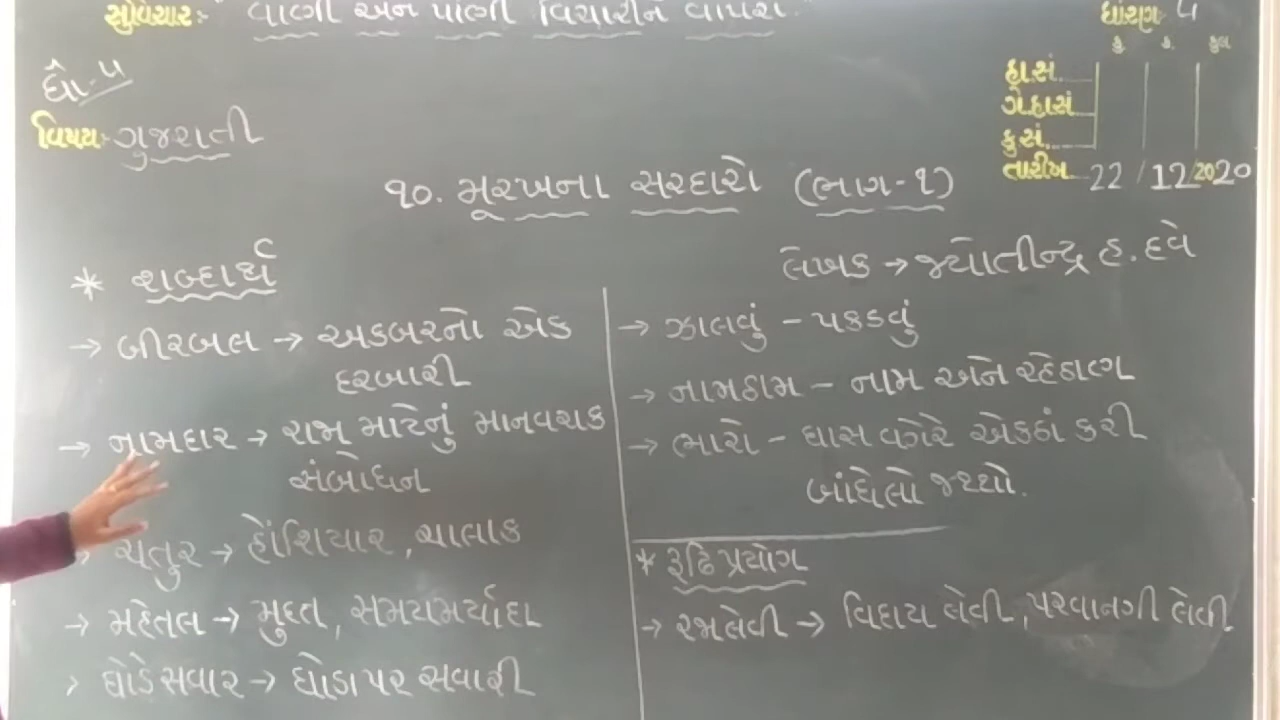 સુવિચાર:- વાણી અને પાણી વિચારીને વાપરો.
ધોરણ ૫
ધો-૫
કુ. ક. કુલ
હા.સં.
ગે.હા.સં.
કુ.સં.
તારીખ 22/12/2020
વિષય:- ગુજરાતી
૧૦. મૂરખના સરદારો (ભાગ-૧)
લેખક → જ્યોતીન્દ્ર હ. દવે
* શબ્દાર્થ
→ બીરબલ → અકબરનો એક
દરબારી
→ નામદાર → રાજા માટેનું માનવાચક
સંબોધન
→ ચતુર → હોંશિયાર, ચાલાક
→ મહેતલ → મુદ્દત, સમયમર્યાદા
→ ઘોડેસવાર → ઘોડા પર સવારી
→ ઝાલવું - પકડવું
→ નામઠામ - નામ અને રહેઠાણ
→ ભારો - ઘાસ વગેરે એકઠાં કરી
બાંધેલો જથ્થો.
* રૂઢિપ્રયોગ
→ રજાલેવી → વિદાય લેવી, પરવાનગી લેવી